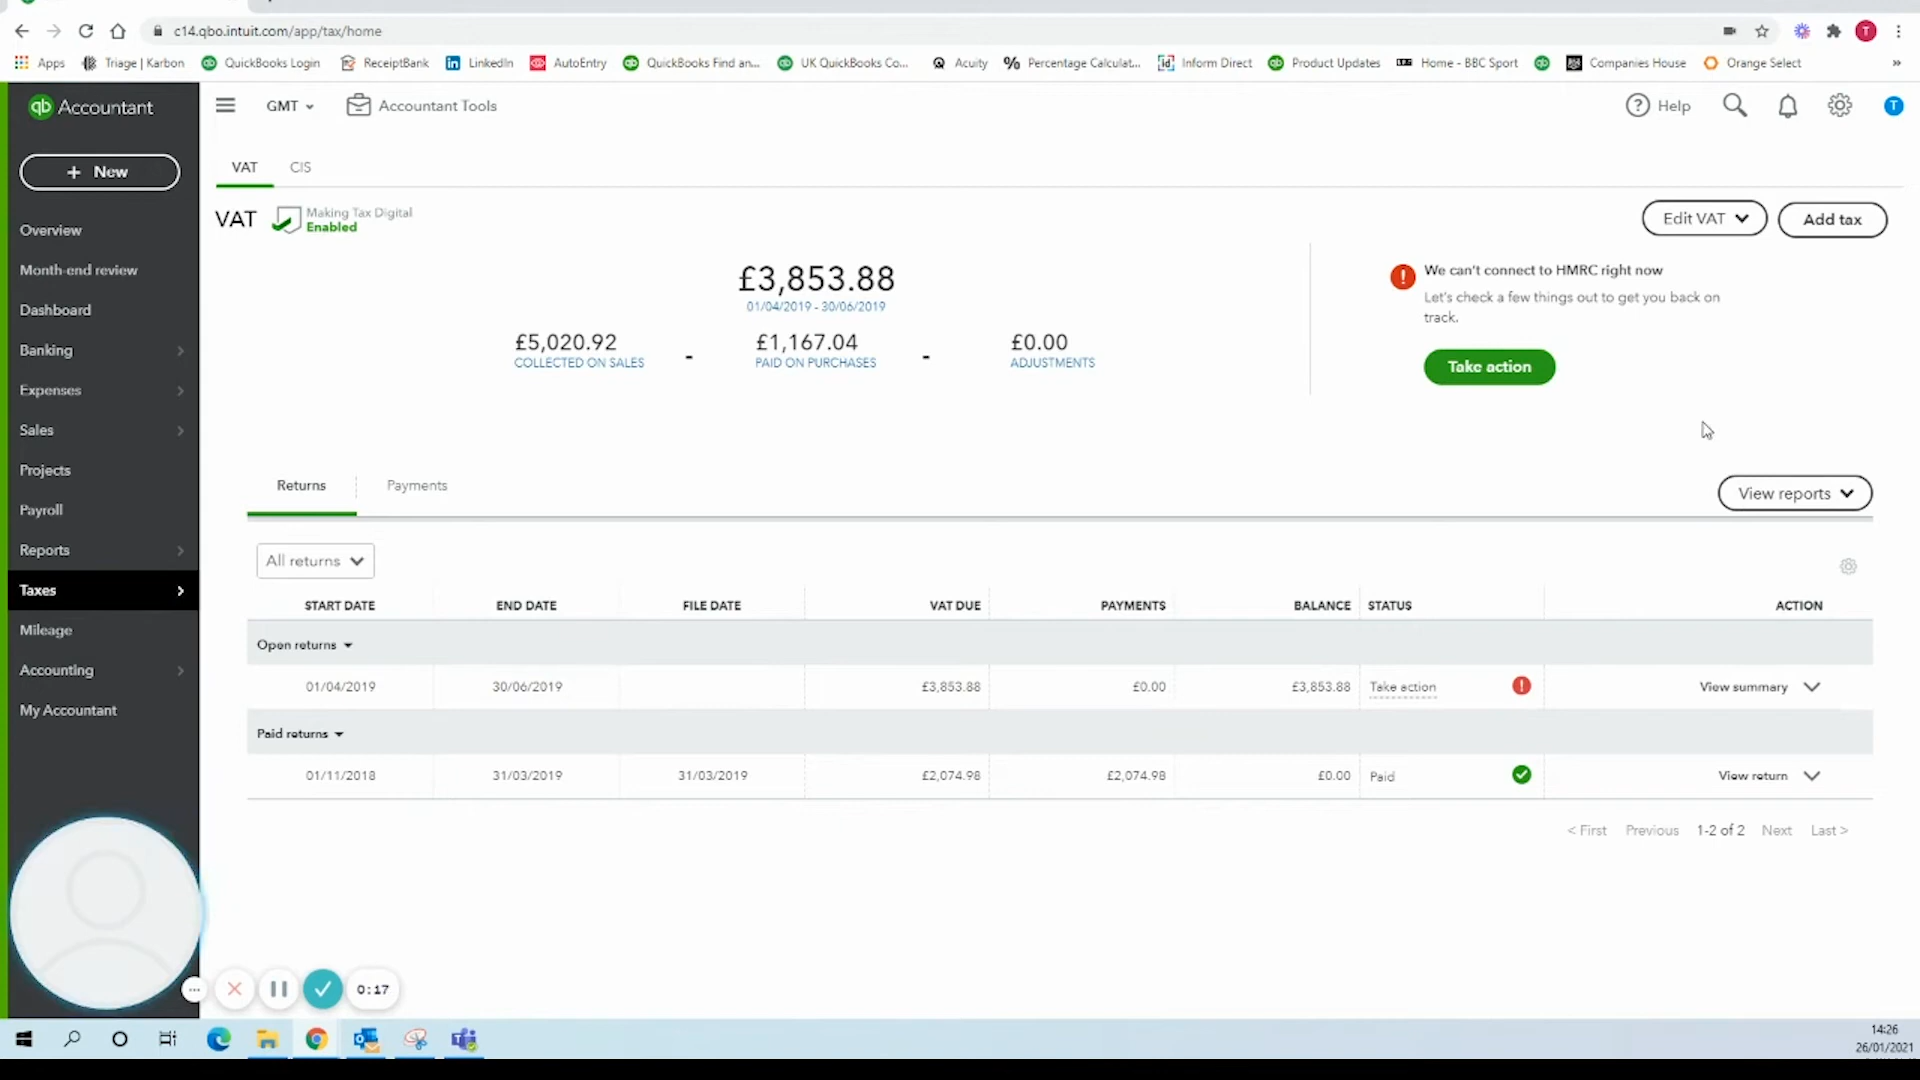 c14.qbo.intuit.com/app/tax/home
T
Apps
Triage | Karbon
QuickBooks Login
ReceiptBank
LinkedIn
AutoEntry
QuickBooks Find an...
UK QuickBooks Co...
Acuity
Percentage Calculat...
Inform Direct
Product Updates
Home - BBC Sport
Companies House
Orange Select
»
qb Accountant
GMT
Accountant Tools
Help
T
+ New
VAT
CIS
VAT
Making Tax Digital
Enabled
Edit VAT
Add tax
Overview
Month-end review
Dashboard
Banking
Expenses
Sales
Projects
Payroll
Reports
Taxes
Mileage
Accounting
My Accountant
£3,853.88
01/04/2019 - 30/06/2019
£5,020.92
COLLECTED ON SALES
-
£1,167.04
PAID ON PURCHASES
-
£0.00
ADJUSTMENTS
We can't connect to HMRC right now
Let's check a few things out to get you back on
track.
Take action
Returns
Payments
View reports
All returns
START DATE END DATE FILE DATE VAT DUE PAYMENTS BALANCE STATUS ACTION
Open returns
01/04/2019 30/06/2019 £3,853.88 £0.00 £3,853.88 Take action View summary
Paid returns
01/11/2018 31/03/2019 31/03/2019 £2,074.98 £2,074.98 £0.00 Paid View return
< First Previous 1-2 of 2 Next Last >
0:17
14:26
26/01/2021